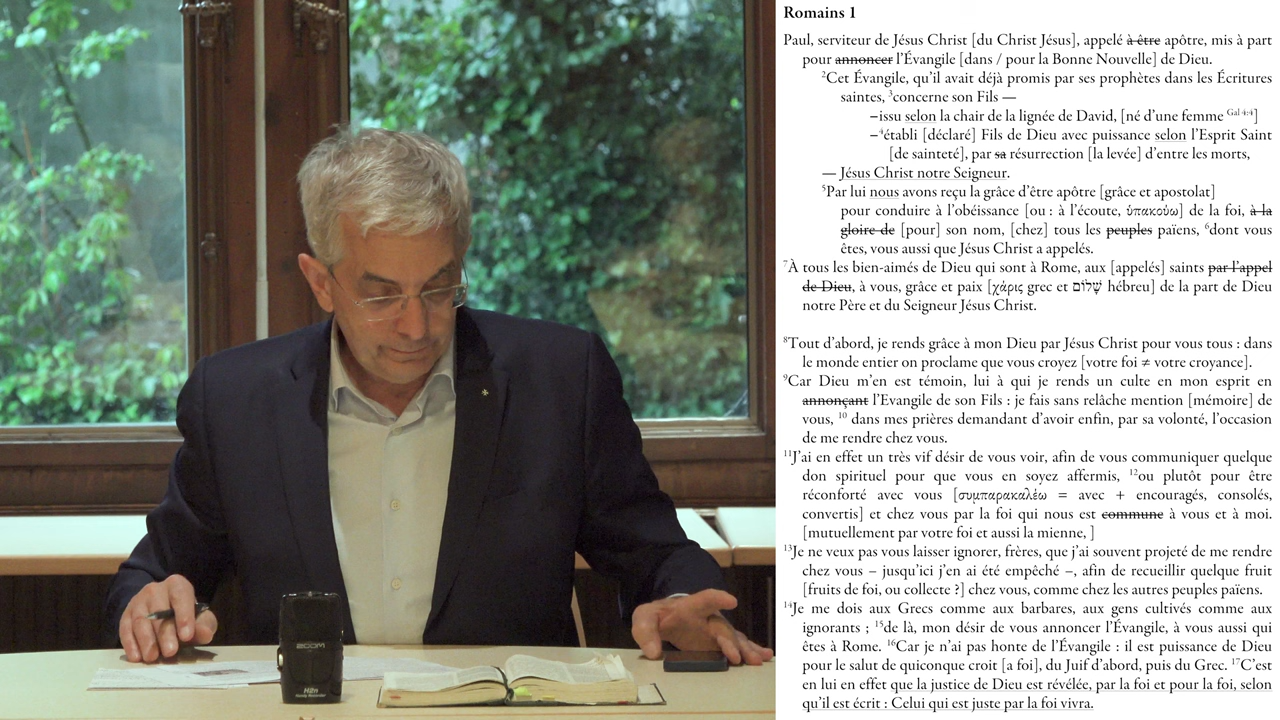 Romains 1
Paul, serviteur de Jésus Christ [du Christ Jésus], appelé à être apôtre, mis à part
pour annoncer l’Évangile [dans / pour la Bonne Nouvelle] de Dieu.
²Cet Évangile, qu’il avait déjà promis par ses prophètes dans les Écritures
saintes, ³concerne son Fils —
–issu selon la chair de la lignée de David, [né d’une femme Gal 4:4]
–⁴établi [déclaré] Fils de Dieu avec puissance selon l’Esprit Saint
[de sainteté], par sa résurrection [la levée] d’entre les morts,
— Jésus Christ notre Seigneur.
⁵Par lui nous avons reçu la grâce d’être apôtre [grâce et apostolat]
pour conduire à l’obéissance [ou : à l’écoute, ὑπακούω] de la foi, à la
gloire de [pour] son nom, [chez] tous les peuples païens, ⁶dont vous
êtes, vous aussi que Jésus Christ a appelés.
⁷À tous les bien-aimés de Dieu qui sont à Rome, aux [appelés] saints par l’appel
de Dieu, à vous, grâce et paix [χάρις grec et שָׁלוֹם hébreu] de la part de Dieu
notre Père et du Seigneur Jésus Christ.
⁸Tout d’abord, je rends grâce à mon Dieu par Jésus Christ pour vous tous : dans
le monde entier on proclame que vous croyez [votre foi ≠ votre croyance].
⁹Car Dieu m’en est témoin, lui à qui je rends un culte en mon esprit en
annonçant l’Evangile de son Fils : je fais sans relâche mention [mémoire] de
vous, ¹⁰ dans mes prières demandant d’avoir enfin, par sa volonté, l’occasion
de me rendre chez vous.
¹¹J’ai en effet un très vif désir de vous voir, afin de vous communiquer quelque
don spirituel pour que vous en soyez affermis, ¹²ou plutôt pour être
réconforté avec vous [συμπαρακαλέω = avec + encouragés, consolés,
convertis] et chez vous par la foi qui nous est commune à vous et à moi.
[mutuellement par votre foi et aussi la mienne, ]
¹³Je ne veux pas vous laisser ignorer, frères, que j’ai souvent projeté de me rendre
chez vous – jusqu’ici j’en ai été empêché –, afin de recueillir quelque fruit
[fruits de foi, ou collecte ?] chez vous, comme chez les autres peuples païens.
¹⁴Je me dois aux Grecs comme aux barbares, aux gens cultivés comme aux
ignorants ; ¹⁵de là, mon désir de vous annoncer l’Évangile, à vous aussi qui
êtes à Rome. ¹⁶Car je n’ai pas honte de l’Évangile : il est puissance de Dieu
pour le salut de quiconque croit [a foi], du Juif d’abord, puis du Grec. ¹⁷C’est
en lui en effet que la justice de Dieu est révélée, par la foi et pour la foi, selon
qu’il est écrit : Celui qui est juste par la foi vivra.
ZOOM
H2n
Handy Recorder